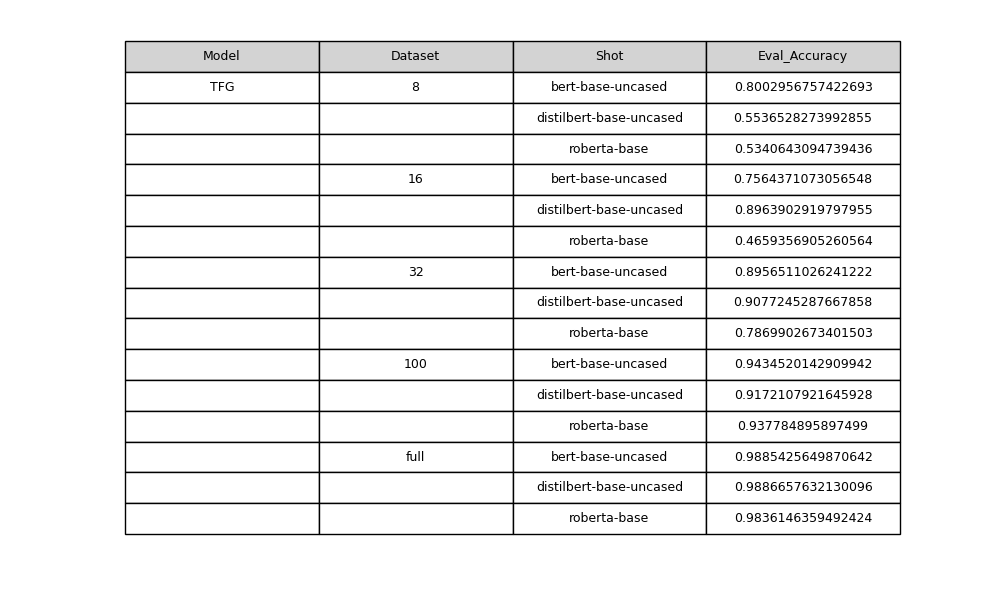 Model Dataset Shot Eval_Accuracy
TFG 8 bert-base-uncased 0.8002956757422693
distilbert-base-uncased 0.5536528273992855
roberta-base 0.5340643094739436
16 bert-base-uncased 0.7564371073056548
distilbert-base-uncased 0.8963902919797955
roberta-base 0.4659356905260564
32 bert-base-uncased 0.8956511026241222
distilbert-base-uncased 0.9077245287667858
roberta-base 0.7869902673401503
100 bert-base-uncased 0.9434520142909942
distilbert-base-uncased 0.9172107921645928
roberta-base 0.937784895897499
full bert-base-uncased 0.9885425649870642
distilbert-base-uncased 0.9886657632130096
roberta-base 0.9836146359492424